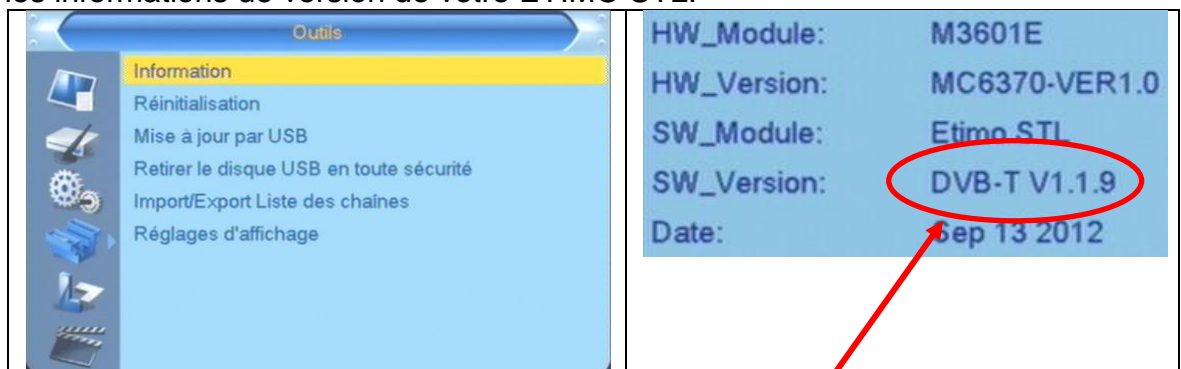 Outils
Information
Réinitialisation
Mise à jour par USB
Retirer le disque USB en toute sécurité
Import/Export Liste des chaînes
Réglages d'affichage
HW_Module: M3601E
HW_Version: MC6370-VER1.0
SW_Module: Etimo STL
SW_Version: DVB-T V1.1.9
Date: Sep 13 2012